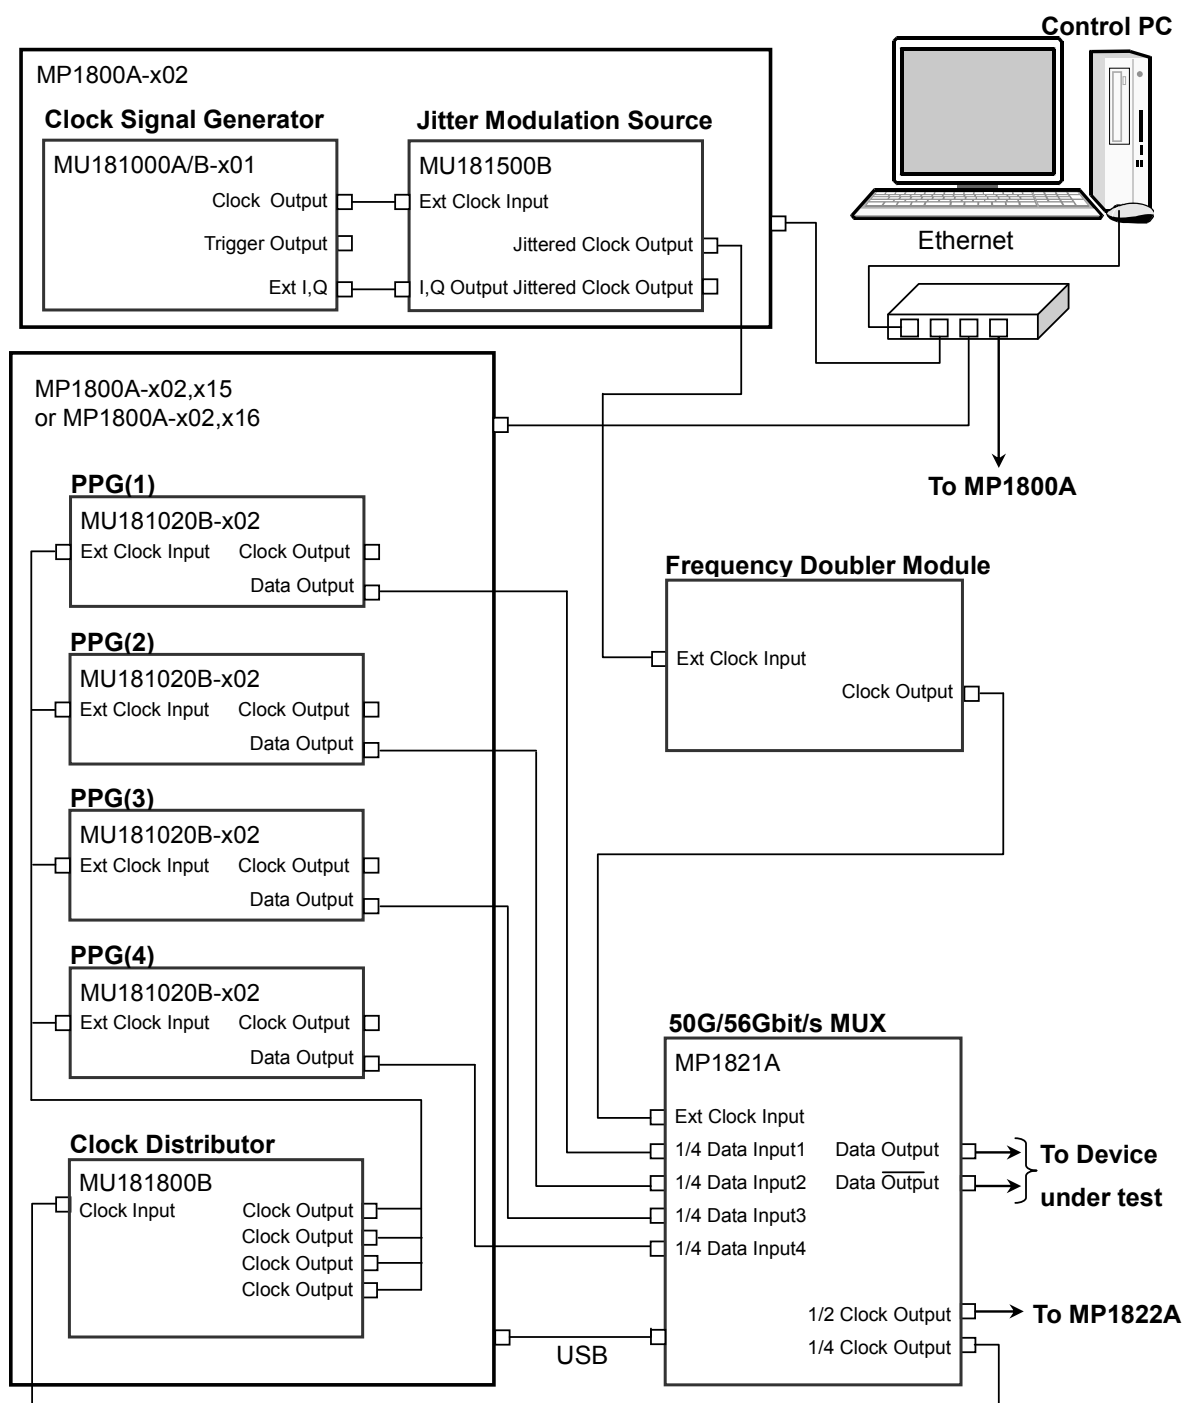 Control PC
MP1800A-x02
Clock Signal Generator
Jitter Modulation Source
MU181000A/B-x01
MU181500B
Clock Output
Ext Clock Input
Trigger Output
Jittered Clock Output
Ext I,Q
I,Q Output Jittered Clock Output
Ethernet
MP1800A-x02,x15
or MP1800A-x02,x16
To MP1800A
PPG(1)
MU181020B-x02
Ext Clock Input Clock Output
Data Output
Frequency Doubler Module
Ext Clock Input
Clock Output
PPG(2)
MU181020B-x02
Ext Clock Input Clock Output
Data Output
PPG(3)
MU181020B-x02
Ext Clock Input Clock Output
Data Output
PPG(4)
MU181020B-x02
Ext Clock Input Clock Output
Data Output
50G/56Gbit/s MUX
MP1821A
Ext Clock Input
1/4 Data Input1 Data Output
1/4 Data Input2 Data Output
1/4 Data Input3
1/4 Data Input4
1/2 Clock Output
1/4 Clock Output
To Device
under test
To MP1822A
Clock Distributor
MU181800B
Clock Input
Clock Output
Clock Output
Clock Output
Clock Output
USB